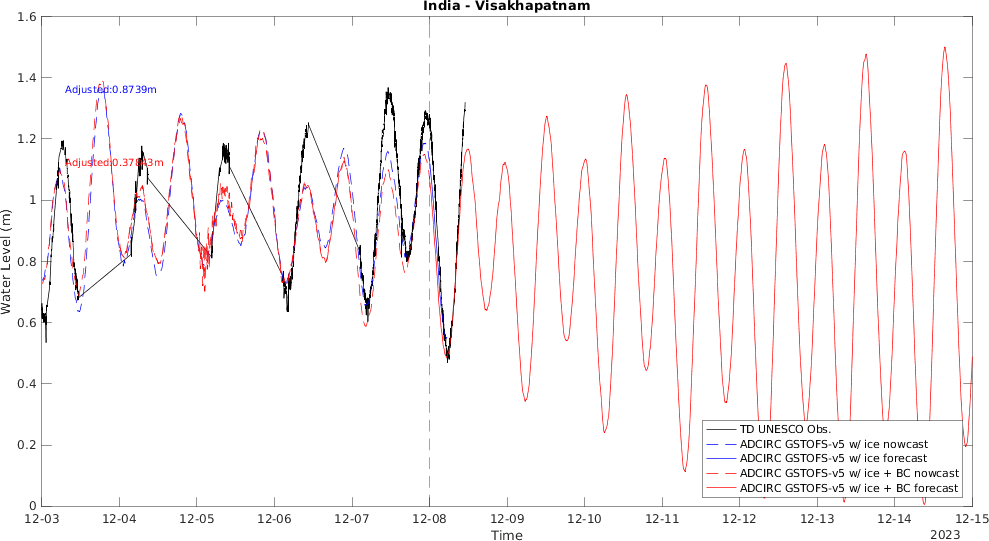 India - Visakhapatnam
1.6
1.4
1.2
1
0.8
0.6
0.4
0.2
0
Water Level (m)
Adjusted:0.8739m
12-03
12-04
12-05
12-06
12-07
12-08
12-09
12-10
12-11
12-12
12-13
12-14
12-15
Time
2023
TD UNESCO Obs.
ADCIRC GSTOFS-v5 w/ ice nowcast
ADCIRC GSTOFS-v5 w/ ice forecast
ADCIRC GSTOFS-v5 w/ ice + BC nowcast
ADCIRC GSTOFS-v5 w/ ice + BC forecast